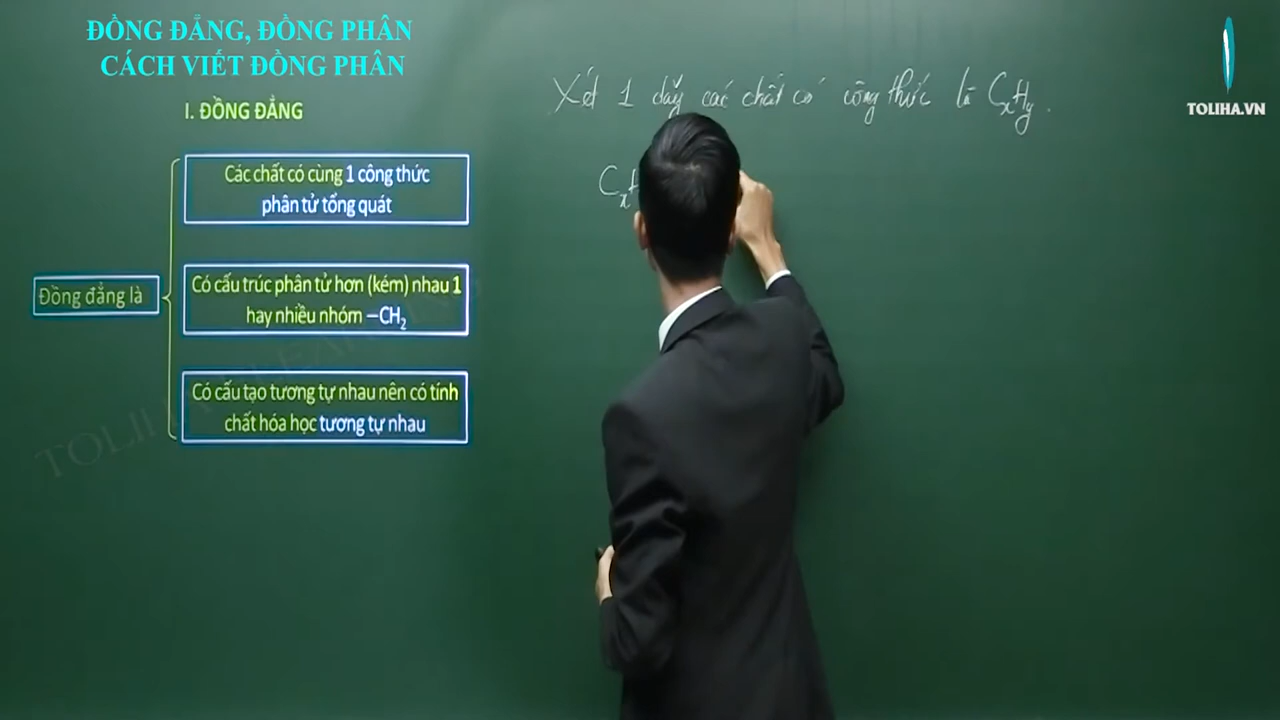 ĐỒNG ĐẲNG, ĐỒNG PHÂN
CÁCH VIẾT ĐỒNG PHÂN
TOLIHA.VN
I. ĐỒNG ĐẲNG
Đồng đẳng là
Các chất có cùng 1 công thức
phân tử tổng quát
Có cấu trúc phân tử hơn (kém) nhau 1
hay nhiều nhóm –CH₂
Có cấu tạo tương tự nhau nên có tính
chất hóa học tương tự nhau
Xét 1 dãy các chất có công thức là CₓHᵧ.
Cₓ